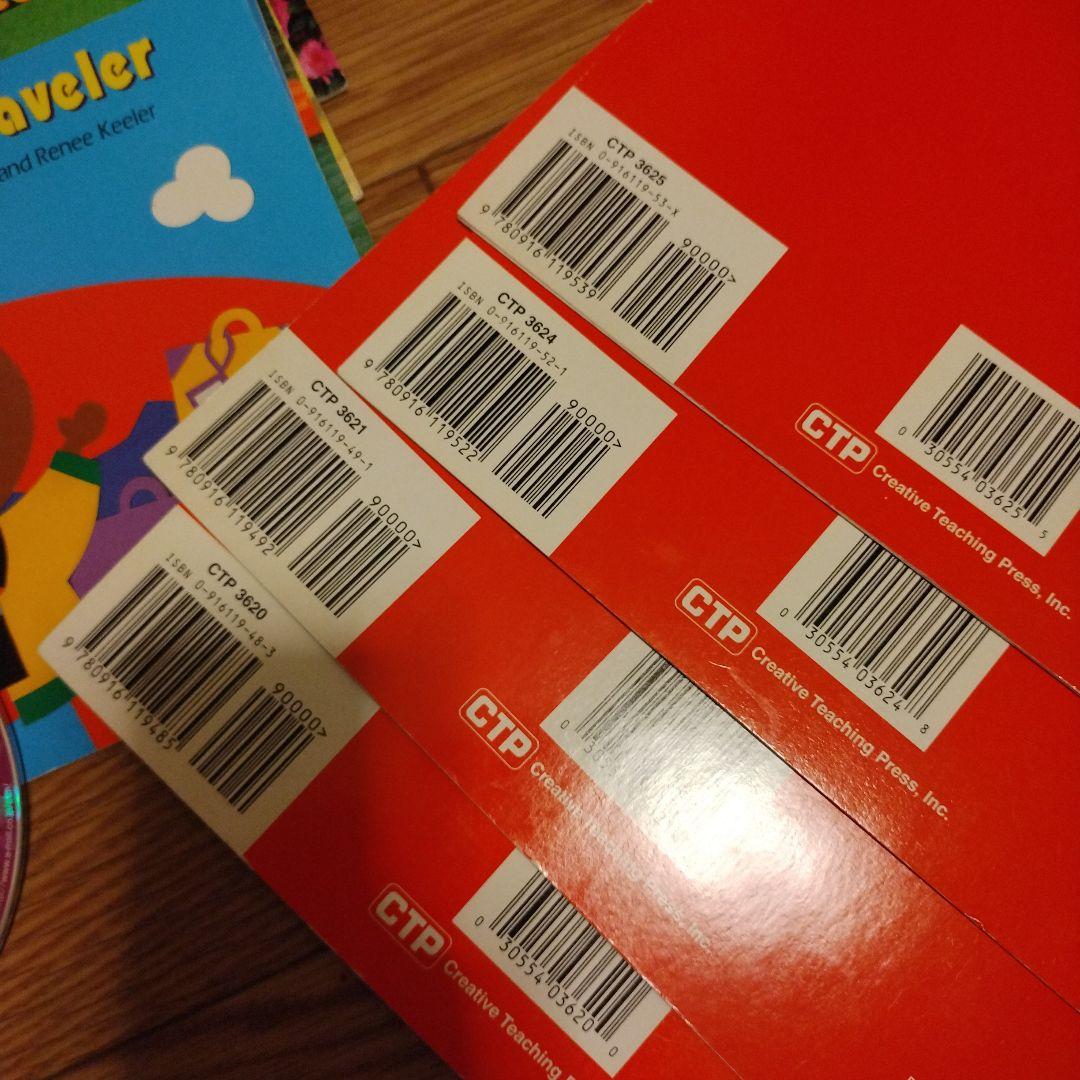 aveler
and Renee Keeler
CTP 3625
ISBN 0-916119-53-X
90000>
9 780916 119539
CTP 3624
ISBN 0-916119-52-1
90000>
9 780916 119522
CTP 3621
ISBN 0-916119-49-1
90000>
9 780916 119492
CTP 3620
ISBN 0-916119-48-3
90000>
9 780916 119485
0 30554 03625 5
CTP Creative Teaching Press, Inc.
0 30554 03624 8
CTP Creative Teaching Press, Inc.
CTP Creative Teaching Press, Inc.
0 30554 03620 0
CTP Creative Teaching